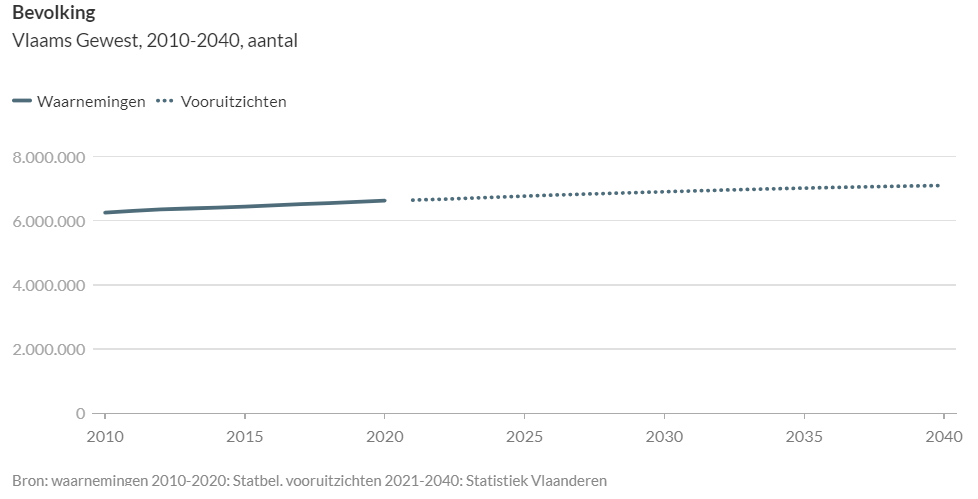 Bevolking
Vlaams Gewest, 2010-2040, aantal
Waarnemingen Vooruitzichten
8.000.000
6.000.000
4.000.000
2.000.000
0
2010 2015 2020 2025 2030 2035 2040
Bron: waarnemingen 2010-2020: Statbel, vooruitzichten 2021-2040: Statistiek Vlaanderen